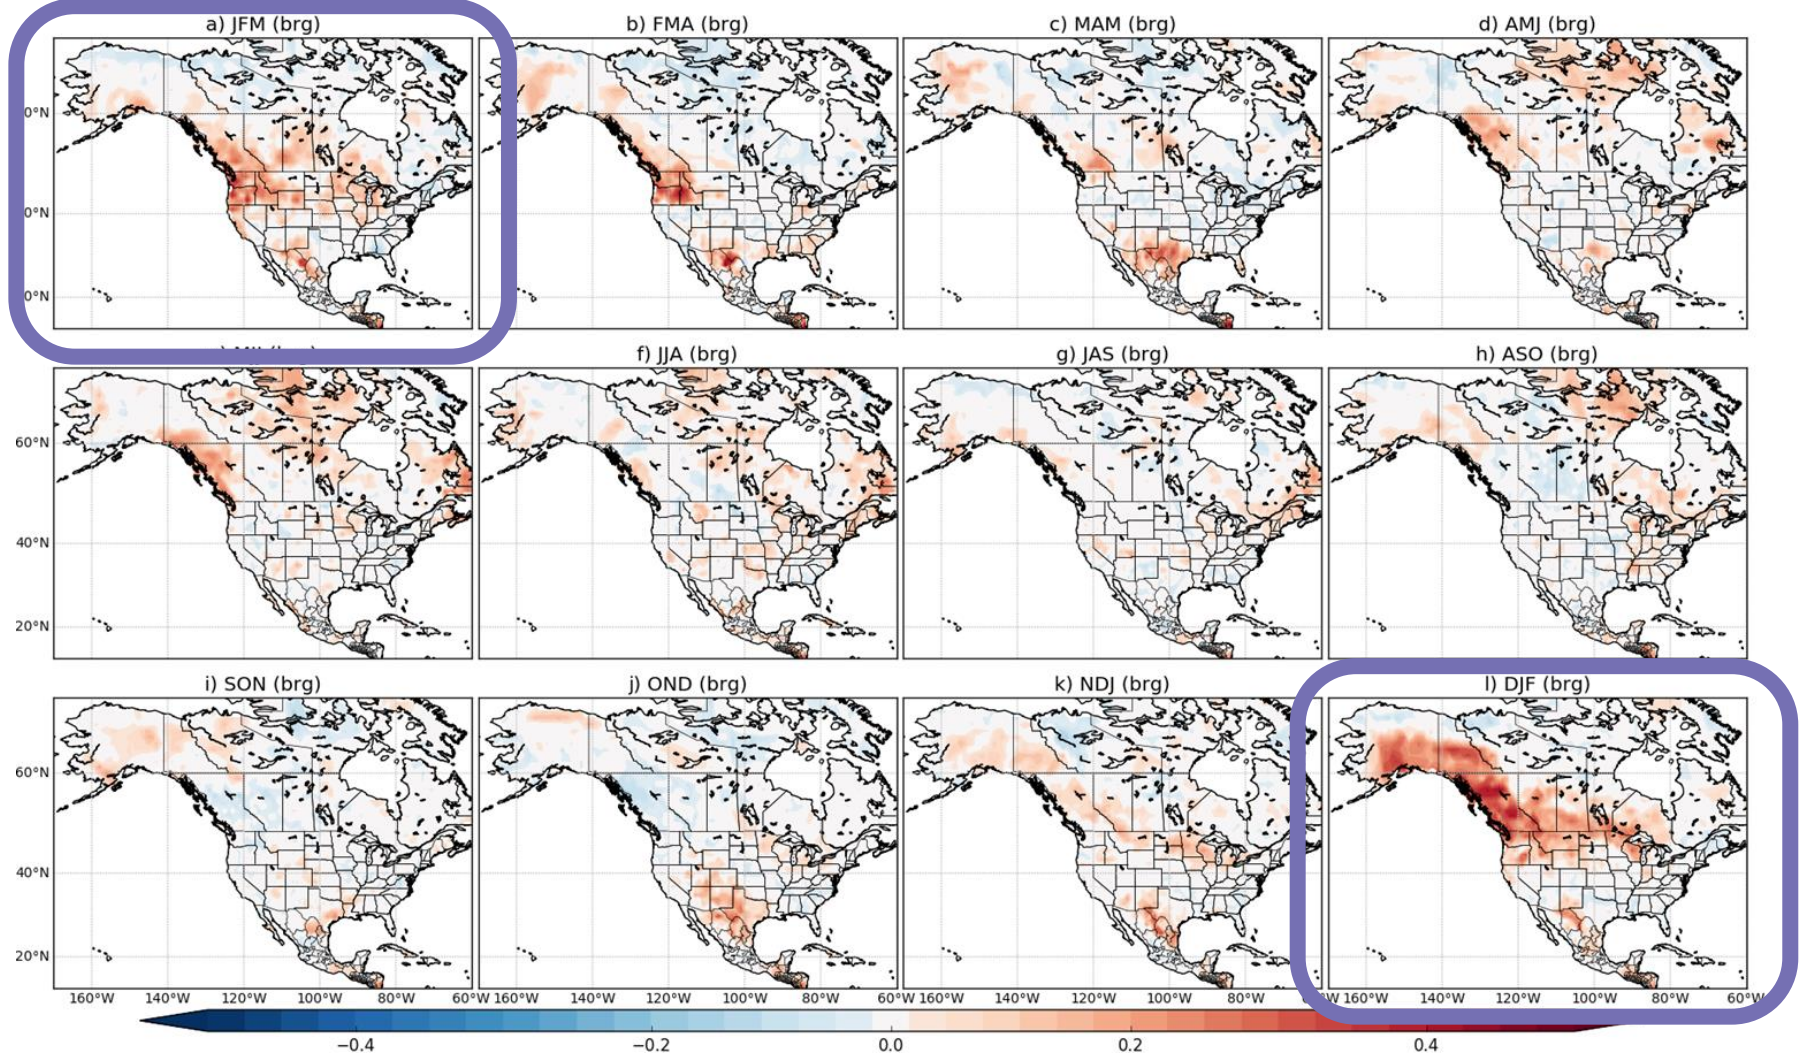 a) JFM (brg)
b) FMA (brg)
c) MAM (brg)
d) AMJ (brg)
0°N
0°N
0°N
f) JJA (brg)
g) JAS (brg)
h) ASO (brg)
60°N
40°N
20°N
i) SON (brg)
j) OND (brg)
k) NDJ (brg)
l) DJF (brg)
60°N
40°N
20°N
160°W 140°W 120°W 100°W 80°W 60°W 160°W 140°W 120°W 100°W 80°W 60°W 160°W 140°W 120°W 100°W 80°W 160°W 140°W 120°W 100°W 80°W 60°W
−0.4 −0.2 0.0 0.2 0.4